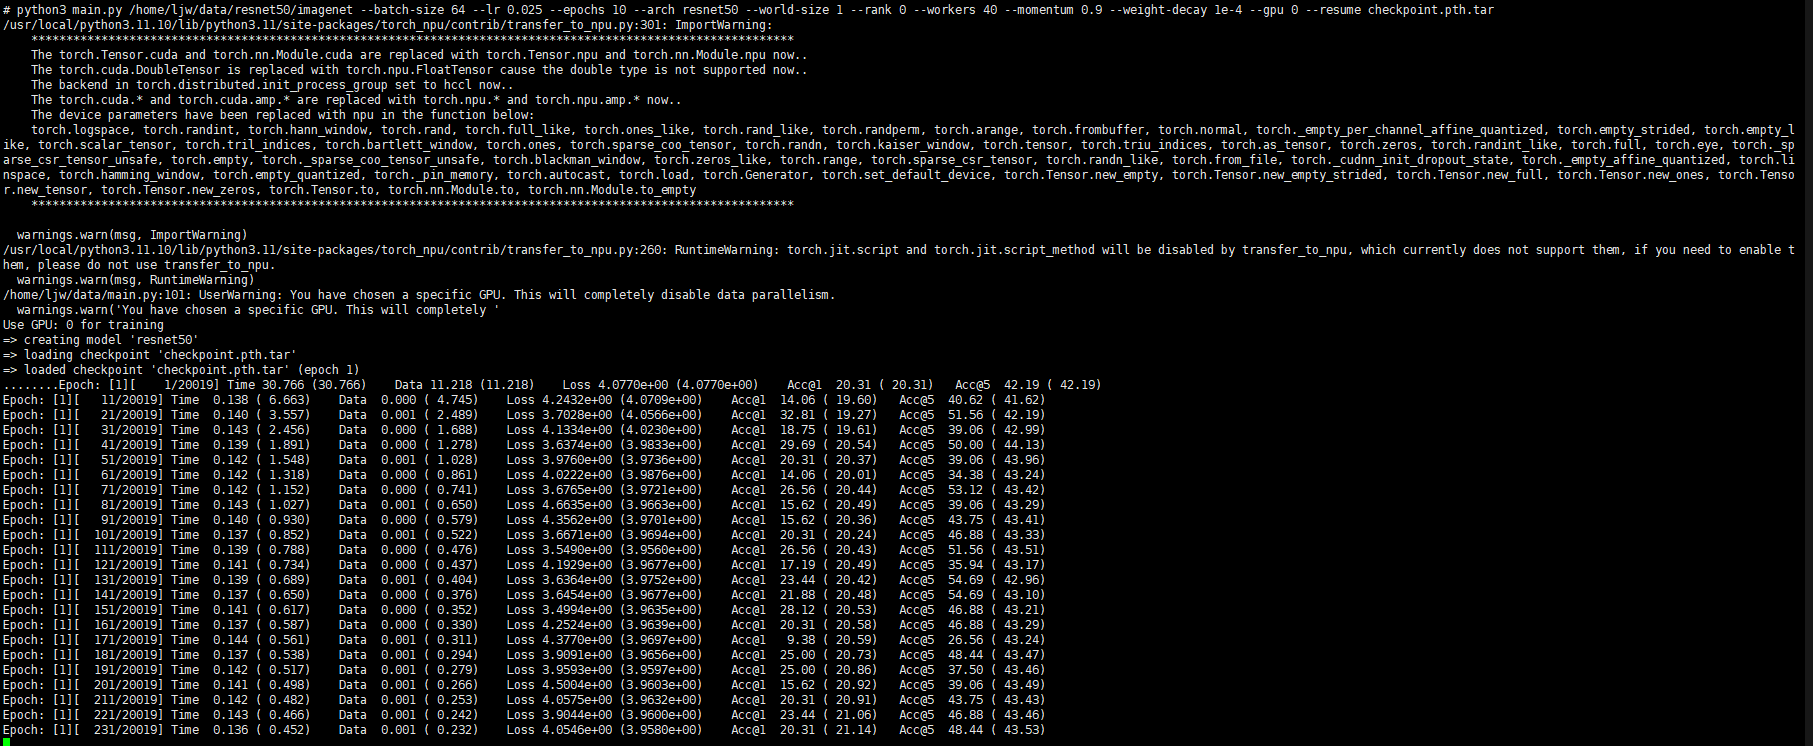 # python3 main.py /home/ljw/data/resnet50/imagenet --batch-size 64 --lr 0.025 --epochs 10 --arch resnet50 --world-size 1 --rank 0 --workers 40 --momentum 0.9 --weight-decay 1e-4 --gpu 0 --resume checkpoint.pth.tar
/usr/local/python3.11.10/lib/python3.11/site-packages/torch_npu/contrib/transfer_to_npu.py:301: ImportWarning:
    *************************************************************************************************************
    The torch.Tensor.cuda and torch.nn.Module.cuda are replaced with torch.Tensor.npu and torch.nn.Module.npu now..
    The torch.cuda.DoubleTensor is replaced with torch.npu.FloatTensor cause the double type is not supported now..
    The backend in torch.distributed.init_process_group set to hccl now..
    The torch.cuda.* and torch.cuda.amp.* are replaced with torch.npu.* and torch.npu.amp.* now..
    The device parameters have been replaced with npu in the function below:
    torch.logspace, torch.randint, torch.hann_window, torch.rand, torch.full_like, torch.ones_like, torch.rand_like, torch.randperm, torch.arange, torch.frombuffer, torch.normal, torch._empty_per_channel_affine_quantized, torch.empty_strided, torch.empty_l
ike, torch.scalar_tensor, torch.tril_indices, torch.bartlett_window, torch.ones, torch.sparse_coo_tensor, torch.randn, torch.kaiser_window, torch.tensor, torch.triu_indices, torch.as_tensor, torch.zeros, torch.randint_like, torch.full, torch.eye, torch._sp
arse_csr_tensor_unsafe, torch.empty, torch._sparse_coo_tensor_unsafe, torch.blackman_window, torch.zeros_like, torch.range, torch.sparse_csr_tensor, torch.randn_like, torch.from_file, torch._cudnn_init_dropout_state, torch._empty_affine_quantized, torch.li
nspace, torch.hamming_window, torch.empty_quantized, torch._pin_memory, torch.autocast, torch.load, torch.Generator, torch.set_default_device, torch.Tensor.new_empty, torch.Tensor.new_empty_strided, torch.Tensor.new_full, torch.Tensor.new_ones, torch.Tenso
r.new_tensor, torch.Tensor.new_zeros, torch.Tensor.to, torch.nn.Module.to, torch.nn.Module.to_empty
    *************************************************************************************************************
  warnings.warn(msg, ImportWarning)
/usr/local/python3.11.10/lib/python3.11/site-packages/torch_npu/contrib/transfer_to_npu.py:260: RuntimeWarning: torch.jit.script and torch.jit.script_method will be disabled by transfer_to_npu, which currently does not support them, if you need to enable t
hem, please do not use transfer_to_npu.
  warnings.warn(msg, RuntimeWarning)
/home/ljw/data/main.py:101: UserWarning: You have chosen a specific GPU. This will completely disable data parallelism.
  warnings.warn('You have chosen a specific GPU. This will completely '
Use GPU: 0 for training
=> creating model 'resnet50'
=> loading checkpoint 'checkpoint.pth.tar'
=> loaded checkpoint 'checkpoint.pth.tar' (epoch 1)
........Epoch: [1][    1/20019] Time 30.766 (30.766)    Data 11.218 (11.218)    Loss 4.0770e+00 (4.0770e+00)    Acc@1  20.31 ( 20.31)   Acc@5  42.19 ( 42.19)
Epoch: [1][   11/20019] Time  0.138 ( 6.663)    Data  0.000 ( 4.745)    Loss 4.2432e+00 (4.0709e+00)    Acc@1  14.06 ( 19.60)   Acc@5  40.62 ( 41.62)
Epoch: [1][   21/20019] Time  0.140 ( 3.557)    Data  0.001 ( 2.489)    Loss 3.7028e+00 (4.0566e+00)    Acc@1  32.81 ( 19.27)   Acc@5  51.56 ( 42.19)
Epoch: [1][   31/20019] Time  0.143 ( 2.456)    Data  0.000 ( 1.688)    Loss 4.1334e+00 (4.0230e+00)    Acc@1  18.75 ( 19.61)   Acc@5  39.06 ( 42.99)
Epoch: [1][   41/20019] Time  0.139 ( 1.891)    Data  0.000 ( 1.278)    Loss 3.6374e+00 (3.9833e+00)    Acc@1  29.69 ( 20.54)   Acc@5  50.00 ( 44.13)
Epoch: [1][   51/20019] Time  0.142 ( 1.548)    Data  0.001 ( 1.028)    Loss 3.9760e+00 (3.9736e+00)    Acc@1  20.31 ( 20.37)   Acc@5  39.06 ( 43.96)
Epoch: [1][   61/20019] Time  0.142 ( 1.318)    Data  0.000 ( 0.861)    Loss 4.0222e+00 (3.9876e+00)    Acc@1  14.06 ( 20.01)   Acc@5  34.38 ( 43.24)
Epoch: [1][   71/20019] Time  0.142 ( 1.152)    Data  0.000 ( 0.741)    Loss 3.6765e+00 (3.9721e+00)    Acc@1  26.56 ( 20.44)   Acc@5  53.12 ( 43.42)
Epoch: [1][   81/20019] Time  0.143 ( 1.027)    Data  0.001 ( 0.650)    Loss 4.6635e+00 (3.9663e+00)    Acc@1  15.62 ( 20.49)   Acc@5  39.06 ( 43.29)
Epoch: [1][   91/20019] Time  0.140 ( 0.930)    Data  0.000 ( 0.579)    Loss 4.3562e+00 (3.9701e+00)    Acc@1  15.62 ( 20.36)   Acc@5  43.75 ( 43.41)
Epoch: [1][  101/20019] Time  0.137 ( 0.852)    Data  0.001 ( 0.522)    Loss 3.6671e+00 (3.9694e+00)    Acc@1  20.31 ( 20.24)   Acc@5  46.88 ( 43.33)
Epoch: [1][  111/20019] Time  0.139 ( 0.788)    Data  0.000 ( 0.476)    Loss 3.5490e+00 (3.9560e+00)    Acc@1  26.56 ( 20.43)   Acc@5  51.56 ( 43.51)
Epoch: [1][  121/20019] Time  0.141 ( 0.734)    Data  0.000 ( 0.437)    Loss 4.1929e+00 (3.9677e+00)    Acc@1  17.19 ( 20.49)   Acc@5  35.94 ( 43.17)
Epoch: [1][  131/20019] Time  0.139 ( 0.689)    Data  0.001 ( 0.404)    Loss 3.6364e+00 (3.9752e+00)    Acc@1  23.44 ( 20.42)   Acc@5  54.69 ( 42.96)
Epoch: [1][  141/20019] Time  0.137 ( 0.650)    Data  0.000 ( 0.376)    Loss 3.6454e+00 (3.9677e+00)    Acc@1  21.88 ( 20.48)   Acc@5  54.69 ( 43.10)
Epoch: [1][  151/20019] Time  0.141 ( 0.617)    Data  0.000 ( 0.352)    Loss 3.4994e+00 (3.9635e+00)    Acc@1  28.12 ( 20.53)   Acc@5  46.88 ( 43.21)
Epoch: [1][  161/20019] Time  0.137 ( 0.587)    Data  0.000 ( 0.330)    Loss 4.2524e+00 (3.9639e+00)    Acc@1  20.31 ( 20.58)   Acc@5  46.88 ( 43.29)
Epoch: [1][  171/20019] Time  0.144 ( 0.561)    Data  0.001 ( 0.311)    Loss 4.3770e+00 (3.9697e+00)    Acc@1   9.38 ( 20.59)   Acc@5  26.56 ( 43.24)
Epoch: [1][  181/20019] Time  0.137 ( 0.538)    Data  0.001 ( 0.294)    Loss 3.9091e+00 (3.9656e+00)    Acc@1  25.00 ( 20.73)   Acc@5  48.44 ( 43.47)
Epoch: [1][  191/20019] Time  0.142 ( 0.517)    Data  0.001 ( 0.279)    Loss 3.9593e+00 (3.9597e+00)    Acc@1  25.00 ( 20.86)   Acc@5  37.50 ( 43.46)
Epoch: [1][  201/20019] Time  0.141 ( 0.498)    Data  0.001 ( 0.266)    Loss 4.5004e+00 (3.9603e+00)    Acc@1  15.62 ( 20.92)   Acc@5  39.06 ( 43.49)
Epoch: [1][  211/20019] Time  0.142 ( 0.482)    Data  0.001 ( 0.253)    Loss 4.0575e+00 (3.9632e+00)    Acc@1  20.31 ( 20.91)   Acc@5  43.75 ( 43.43)
Epoch: [1][  221/20019] Time  0.143 ( 0.466)    Data  0.001 ( 0.242)    Loss 3.9044e+00 (3.9600e+00)    Acc@1  23.44 ( 21.06)   Acc@5  46.88 ( 43.46)
Epoch: [1][  231/20019] Time  0.136 ( 0.452)    Data  0.001 ( 0.232)    Loss 4.0546e+00 (3.9580e+00)    Acc@1  20.31 ( 21.14)   Acc@5  48.44 ( 43.53)